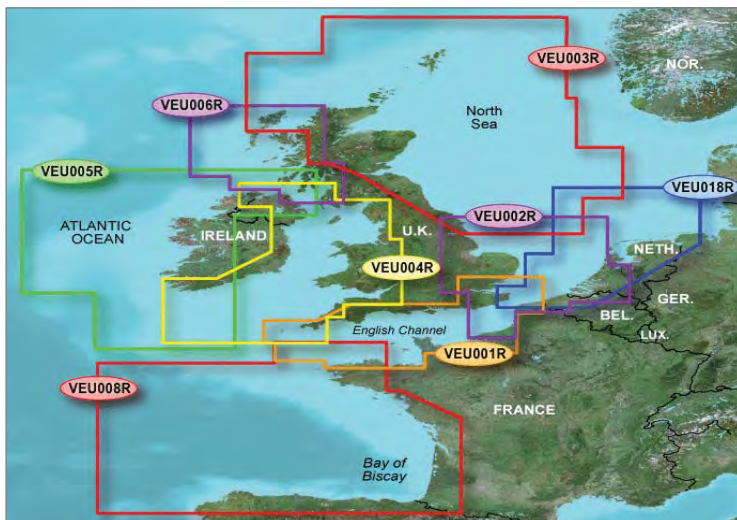 VEU003R
NOR.
VEU006R
North
Sea
VEU005R
VEU018R
VEU002R
ATLANTIC
OCEAN
IRELAND
U.K.
NETH.
VEU004R
GER.
BEL.
English Channel
LUX.
VEU001R
VEU008R
FRANCE
Bay of
Biscay